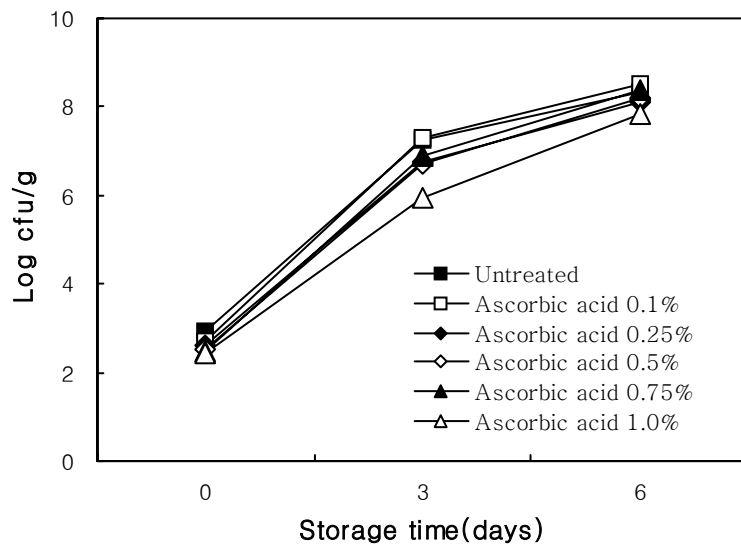 10
8
6
4
2
0
Log cfu/g
Untreated
Ascorbic acid 0.1%
Ascorbic acid 0.25%
Ascorbic acid 0.5%
Ascorbic acid 0.75%
Ascorbic acid 1.0%
0 3 6
Storage time(days)